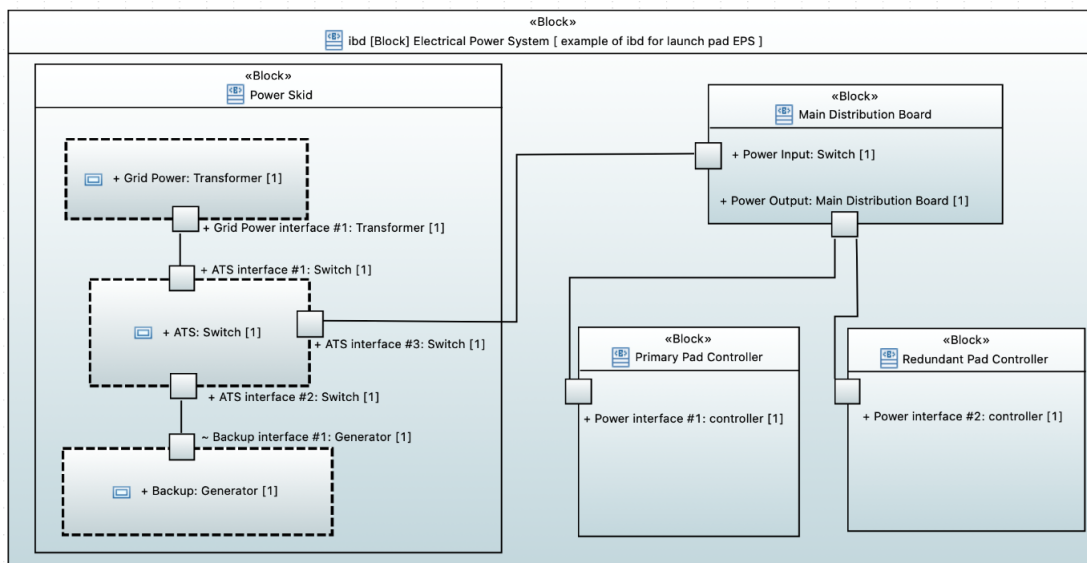 «Block»
ibd [Block] Electrical Power System [ example of ibd for launch pad EPS ]
«Block»
Power Skid
+ Grid Power: Transformer [1]
+ Grid Power interface #1: Transformer [1]
+ ATS interface #1: Switch [1]
+ ATS: Switch [1]
+ ATS interface #3: Switch [1]
+ ATS interface #2: Switch [1]
~ Backup interface #1: Generator [1]
+ Backup: Generator [1]
«Block»
Main Distribution Board
+ Power Input: Switch [1]
+ Power Output: Main Distribution Board [1]
«Block»
Primary Pad Controller
+ Power interface #1: controller [1]
«Block»
Redundant Pad Controller
+ Power interface #2: controller [1]